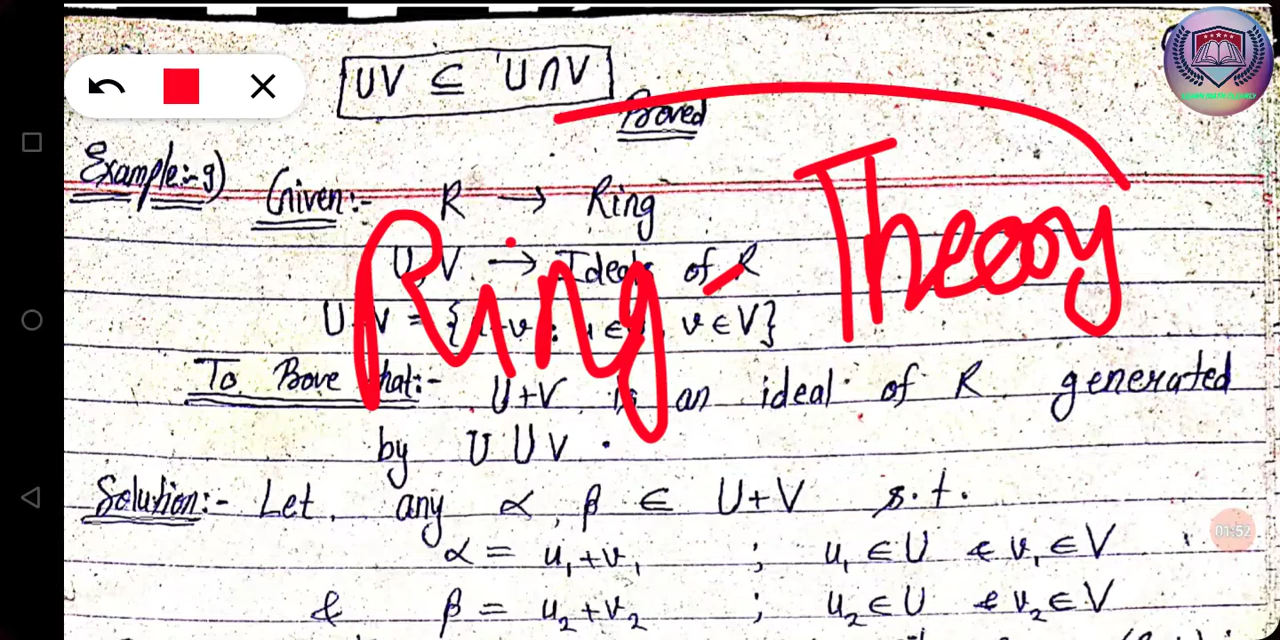 UV ⊆ U∩V
Proved
Example:-9) Given:- R → Ring
U, V → Ideals of R
U+V = {u+v : u∈U, v∈V}
To Prove that:- U+V is an ideal of R generated
by U∪V.
Solution:- Let any α, β ∈ U+V s.t.
α = u₁+v₁ ; u₁∈U & v₁∈V
& β = u₂+v₂ ; u₂∈U & v₂∈V
Ring Theory
01:52